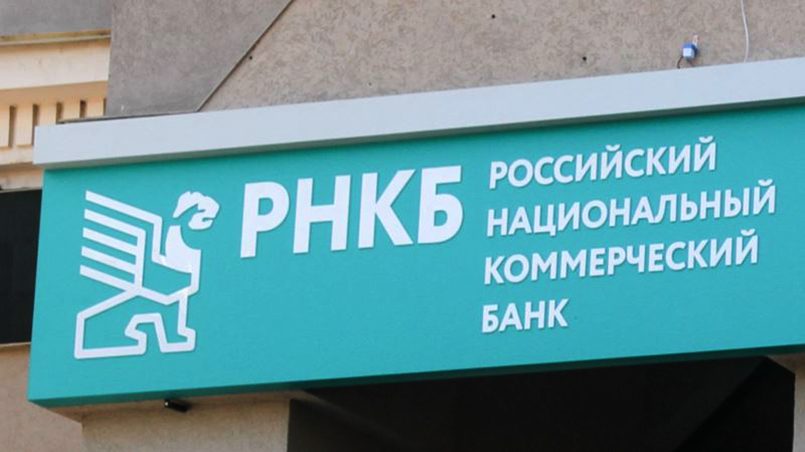 РНКБ
РОССИЙСКИЙ
НАЦИОНАЛЬНЫЙ
КОММЕРЧЕСКИЙ
БАНК